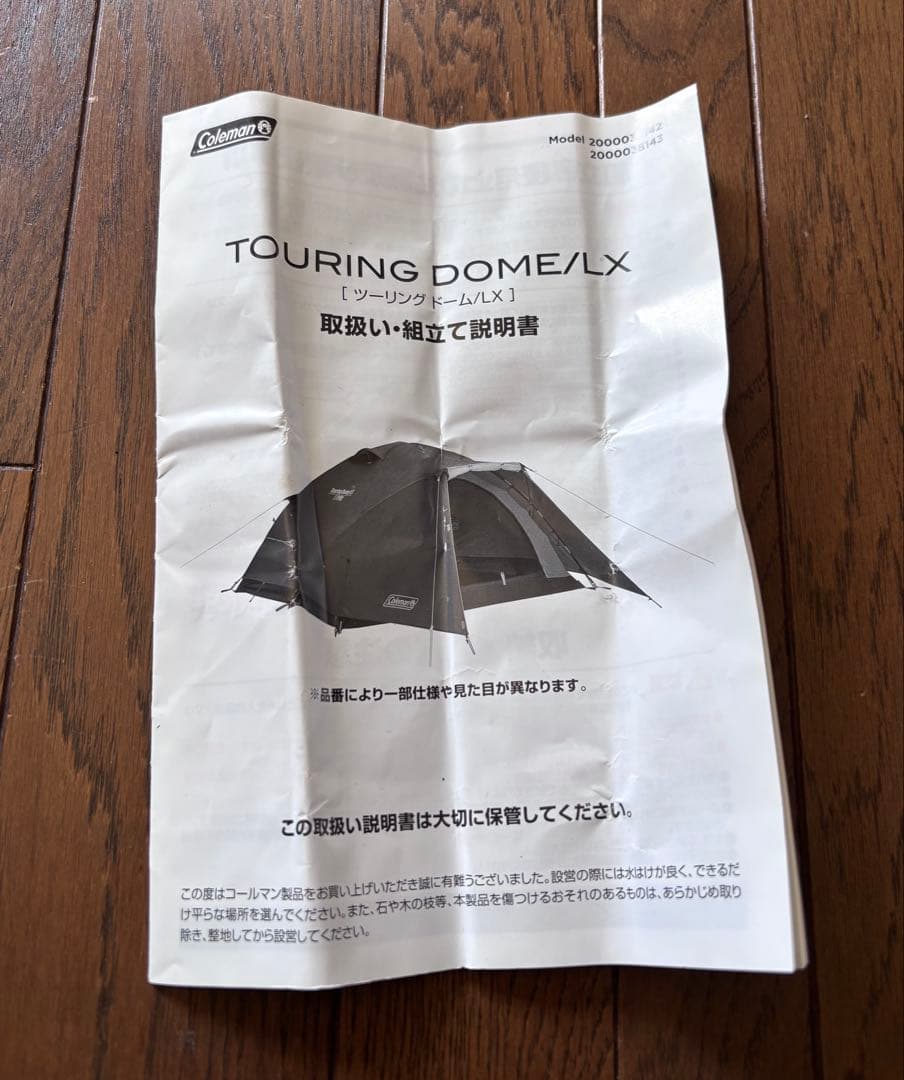 Coleman
Model 200003 142
2000038143
TOURING DOME/LX
[ ツーリング ドーム/LX ]
取扱い・組立て説明書
Coleman
※品番により一部仕様や見た目が異なります。
この取扱い説明書は大切に保管してください。
この度はコールマン製品をお買い上げいただき誠に有難うございました。設営の際には水はけが良く、できるだ
け平らな場所を選んでください。また、石や木の枝等、本製品を傷つけるおそれのあるものは、あらかじめ取り
除き、整地してから設営してください。